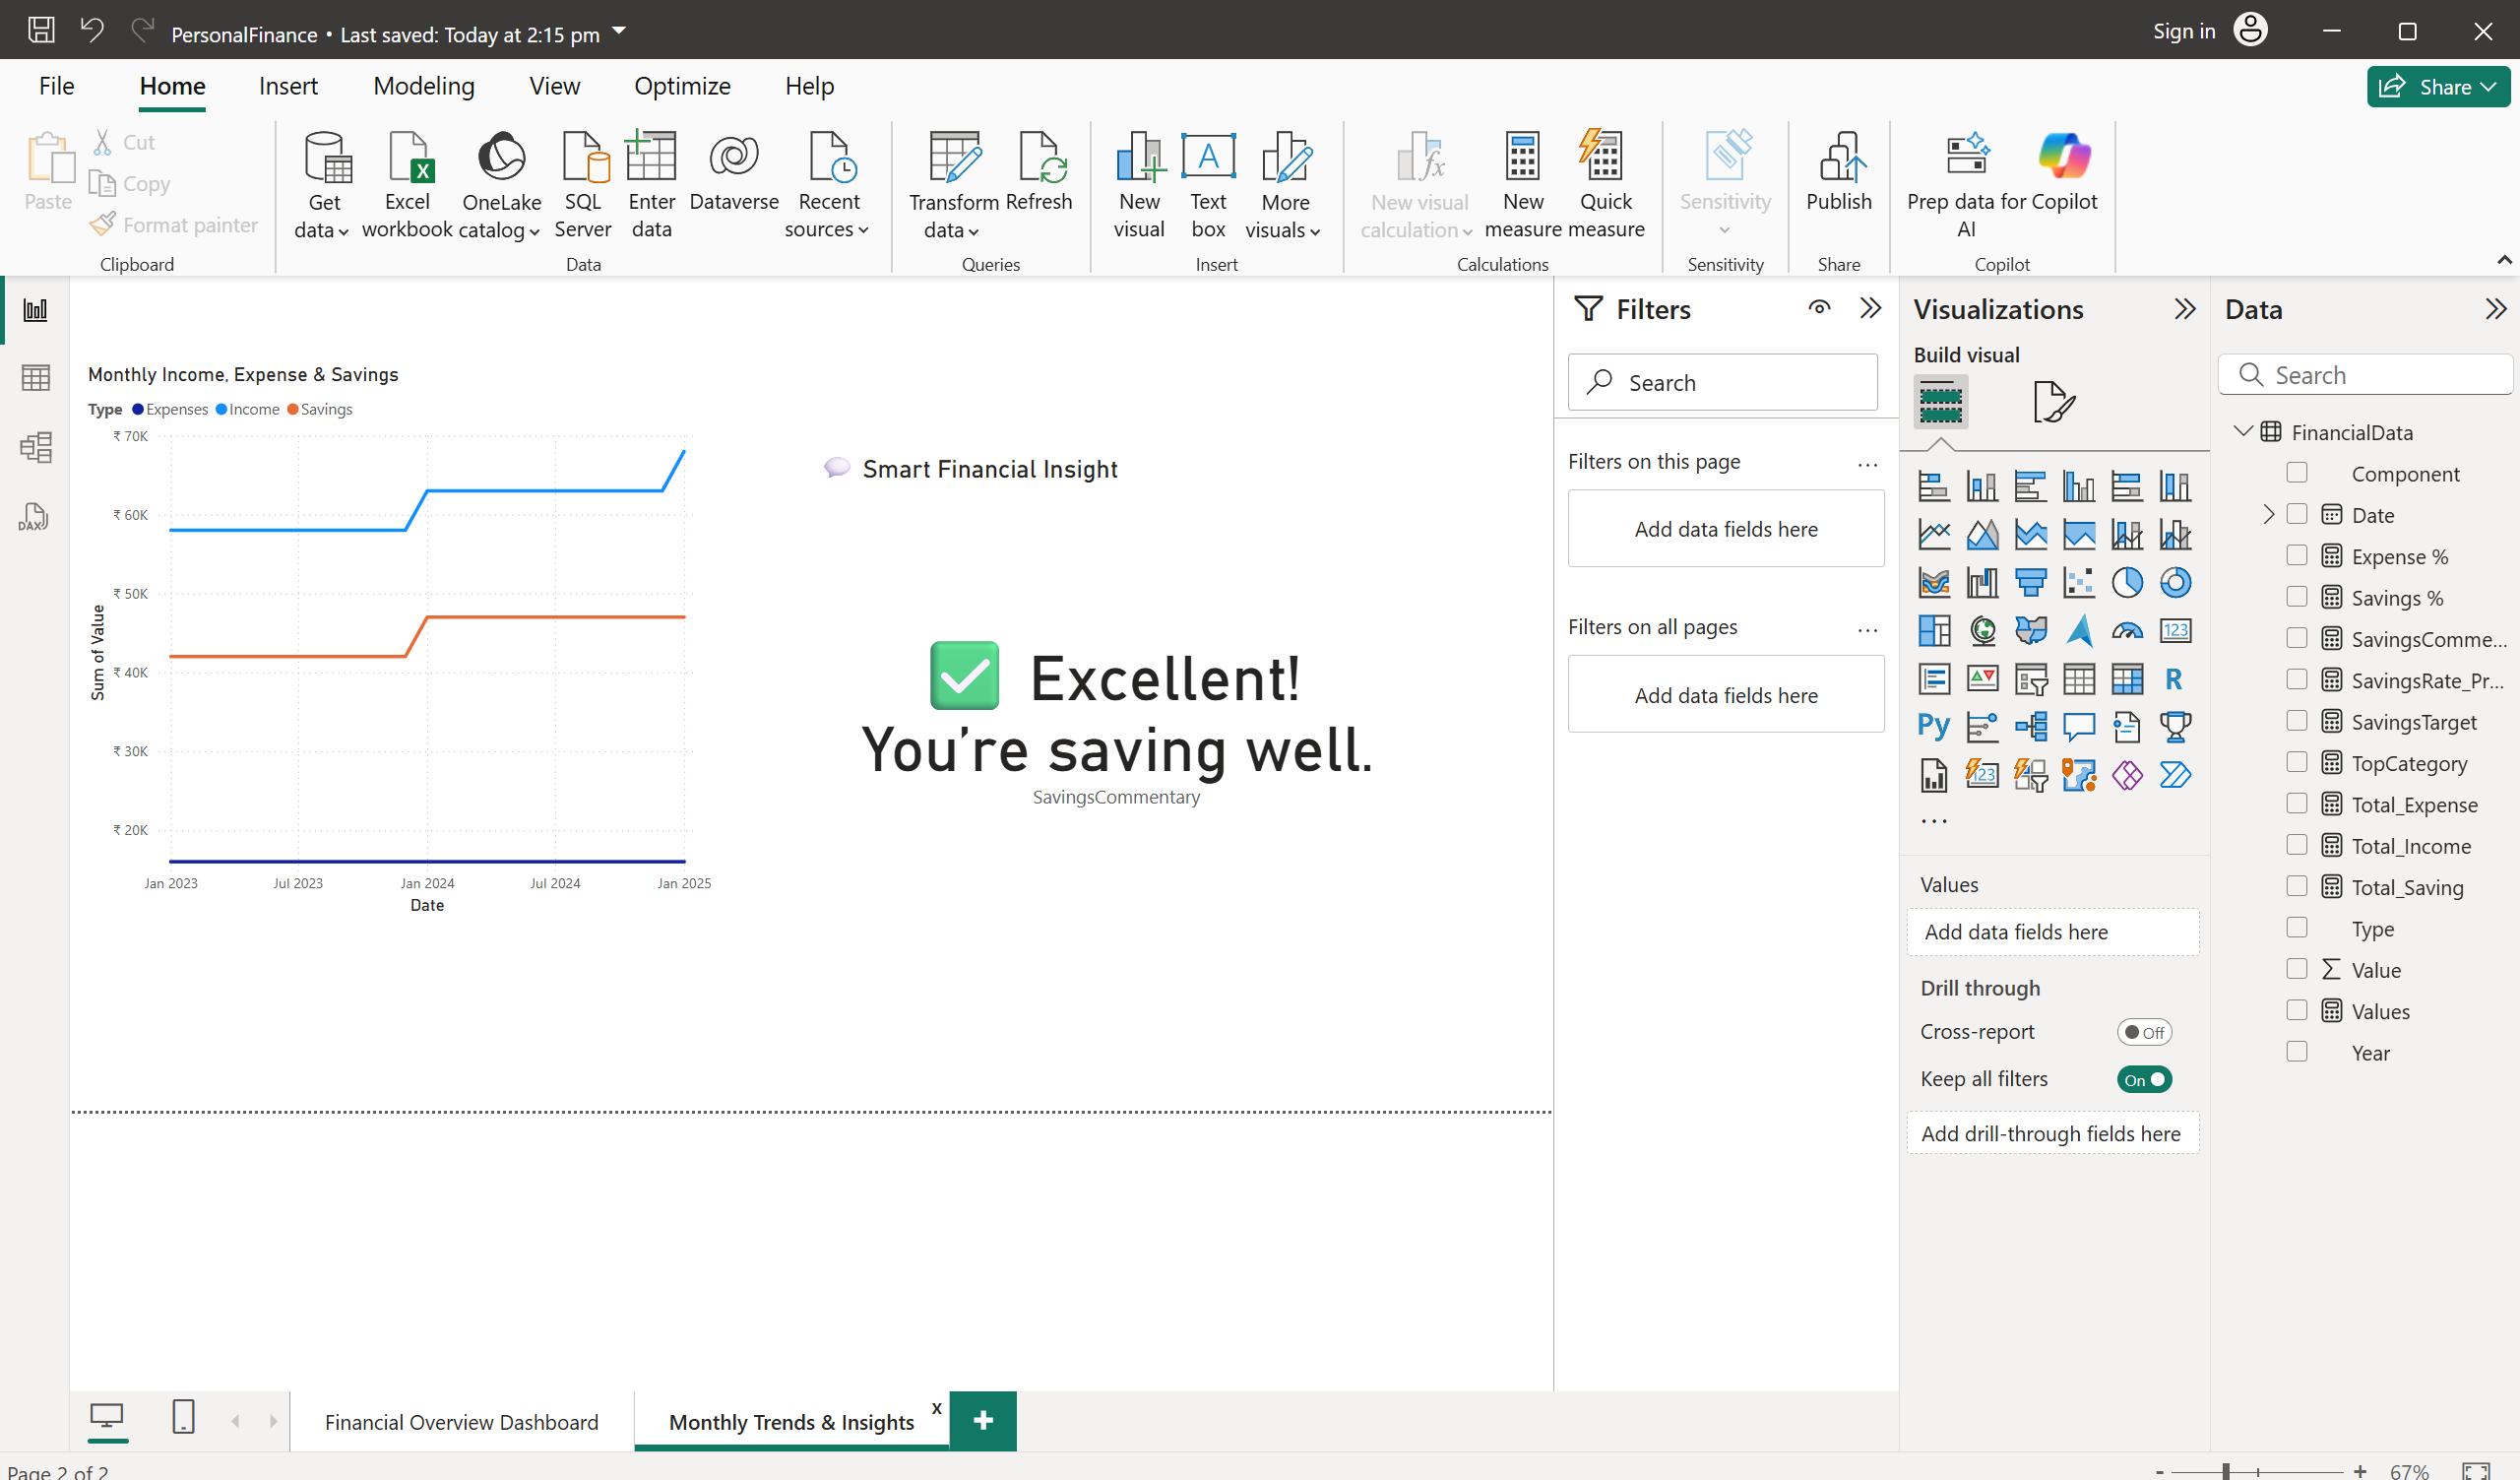 PersonalFinance • Last saved: Today at 2:15 pm
Sign in
File Home Insert Modeling View Optimize Help
Share
Paste
Cut
Copy
Format painter
Clipboard
Get data
Excel workbook
OneLake catalog
SQL Server
Enter data
Dataverse
Recent sources
Data
Transform data
Refresh
Queries
New visual
Text box
More visuals
Insert
New visual calculation
New measure
Quick measure
Calculations
Sensitivity
Sensitivity
Publish
Share
Prep data for AI
Copilot
Copilot
DAX
Monthly Income, Expense & Savings
Type Expenses Income Savings
Sum of Value
₹ 70K
₹ 60K
₹ 50K
₹ 40K
₹ 30K
₹ 20K
Jan 2023 Jul 2023 Jan 2024 Jul 2024 Jan 2025
Date
Smart Financial Insight
✅ Excellent!
You’re saving well.
SavingsCommentary
Filters
Search
Filters on this page ...
Add data fields here
Filters on all pages ...
Add data fields here
Visualizations
Build visual
123
R
Py
123
...
Values
Add data fields here
Drill through
Cross-report Off
Keep all filters On
Add drill-through fields here
Data
Search
FinancialData
Component
Date
Expense %
Savings %
SavingsComme...
SavingsRate_Pr...
SavingsTarget
TopCategory
Total_Expense
Total_Income
Total_Saving
Type
Σ Value
Values
Year
Financial Overview Dashboard
Monthly Trends & Insights x
+
Page 2 of 2
- + 67%